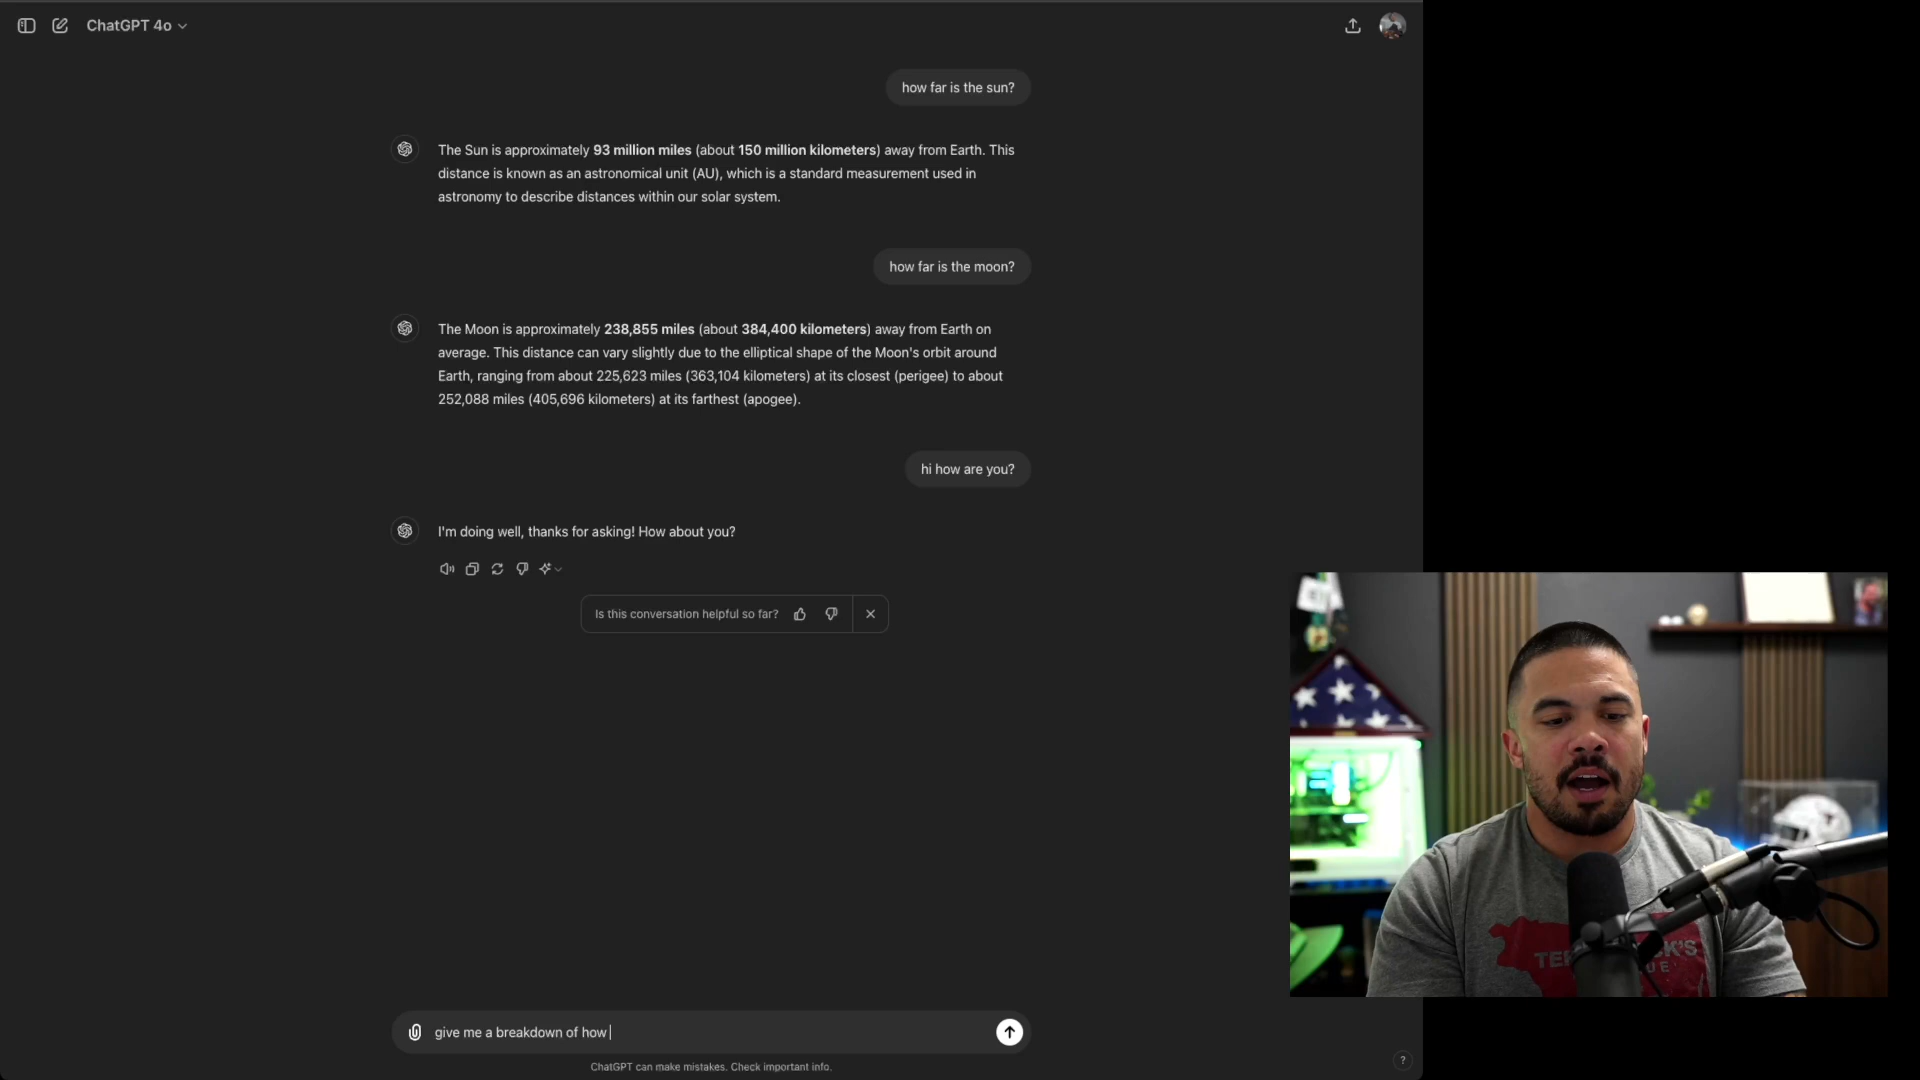 ChatGPT 4o
how far is the sun?
The Sun is approximately 93 million miles (about 150 million kilometers) away from Earth. This
distance is known as an astronomical unit (AU), which is a standard measurement used in
astronomy to describe distances within our solar system.
how far is the moon?
The Moon is approximately 238,855 miles (about 384,400 kilometers) away from Earth on
average. This distance can vary slightly due to the elliptical shape of the Moon's orbit around
Earth, ranging from about 225,623 miles (363,104 kilometers) at its closest (perigee) to about
252,088 miles (405,696 kilometers) at its farthest (apogee).
hi how are you?
I'm doing well, thanks for asking! How about you?
Is this conversation helpful so far?
give me a breakdown of how
ChatGPT can make mistakes. Check important info.
?